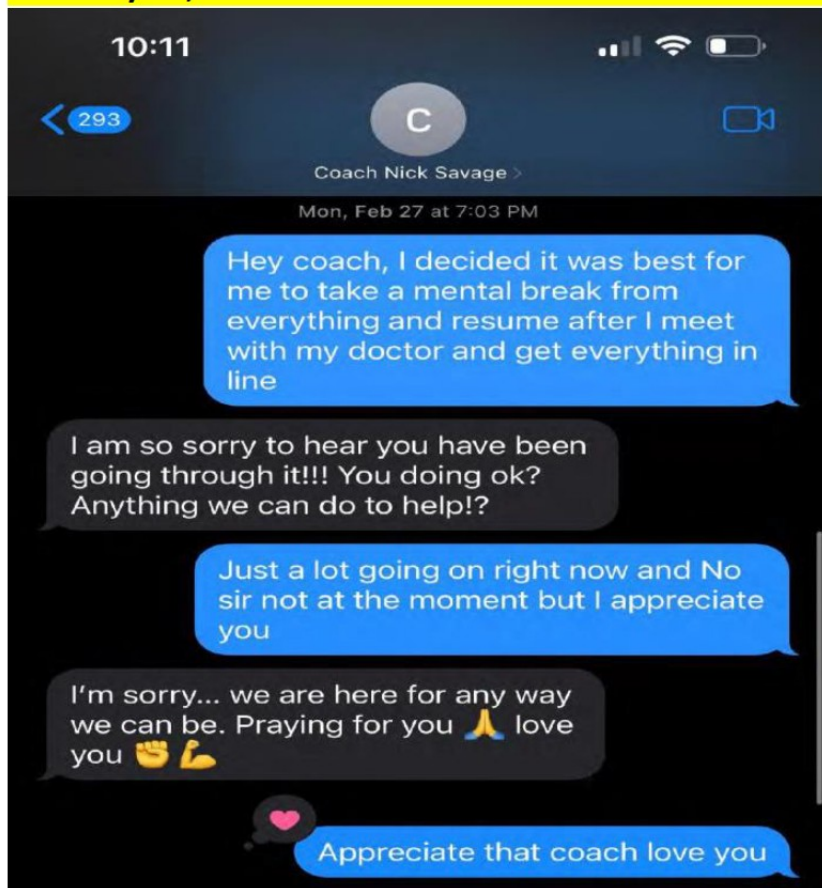 10:11
293
C
Coach Nick Savage >
Mon, Feb 27 at 7:03 PM
Hey coach, I decided it was best for
me to take a mental break from
everything and resume after I meet
with my doctor and get everything in
line
I am so sorry to hear you have been
going through it!!! You doing ok?
Anything we can do to help!?
Just a lot going on right now and No
sir not at the moment but I appreciate
you
I'm sorry... we are here for any way
we can be. Praying for you 🙏 love
you ✊ 💪
Appreciate that coach love you